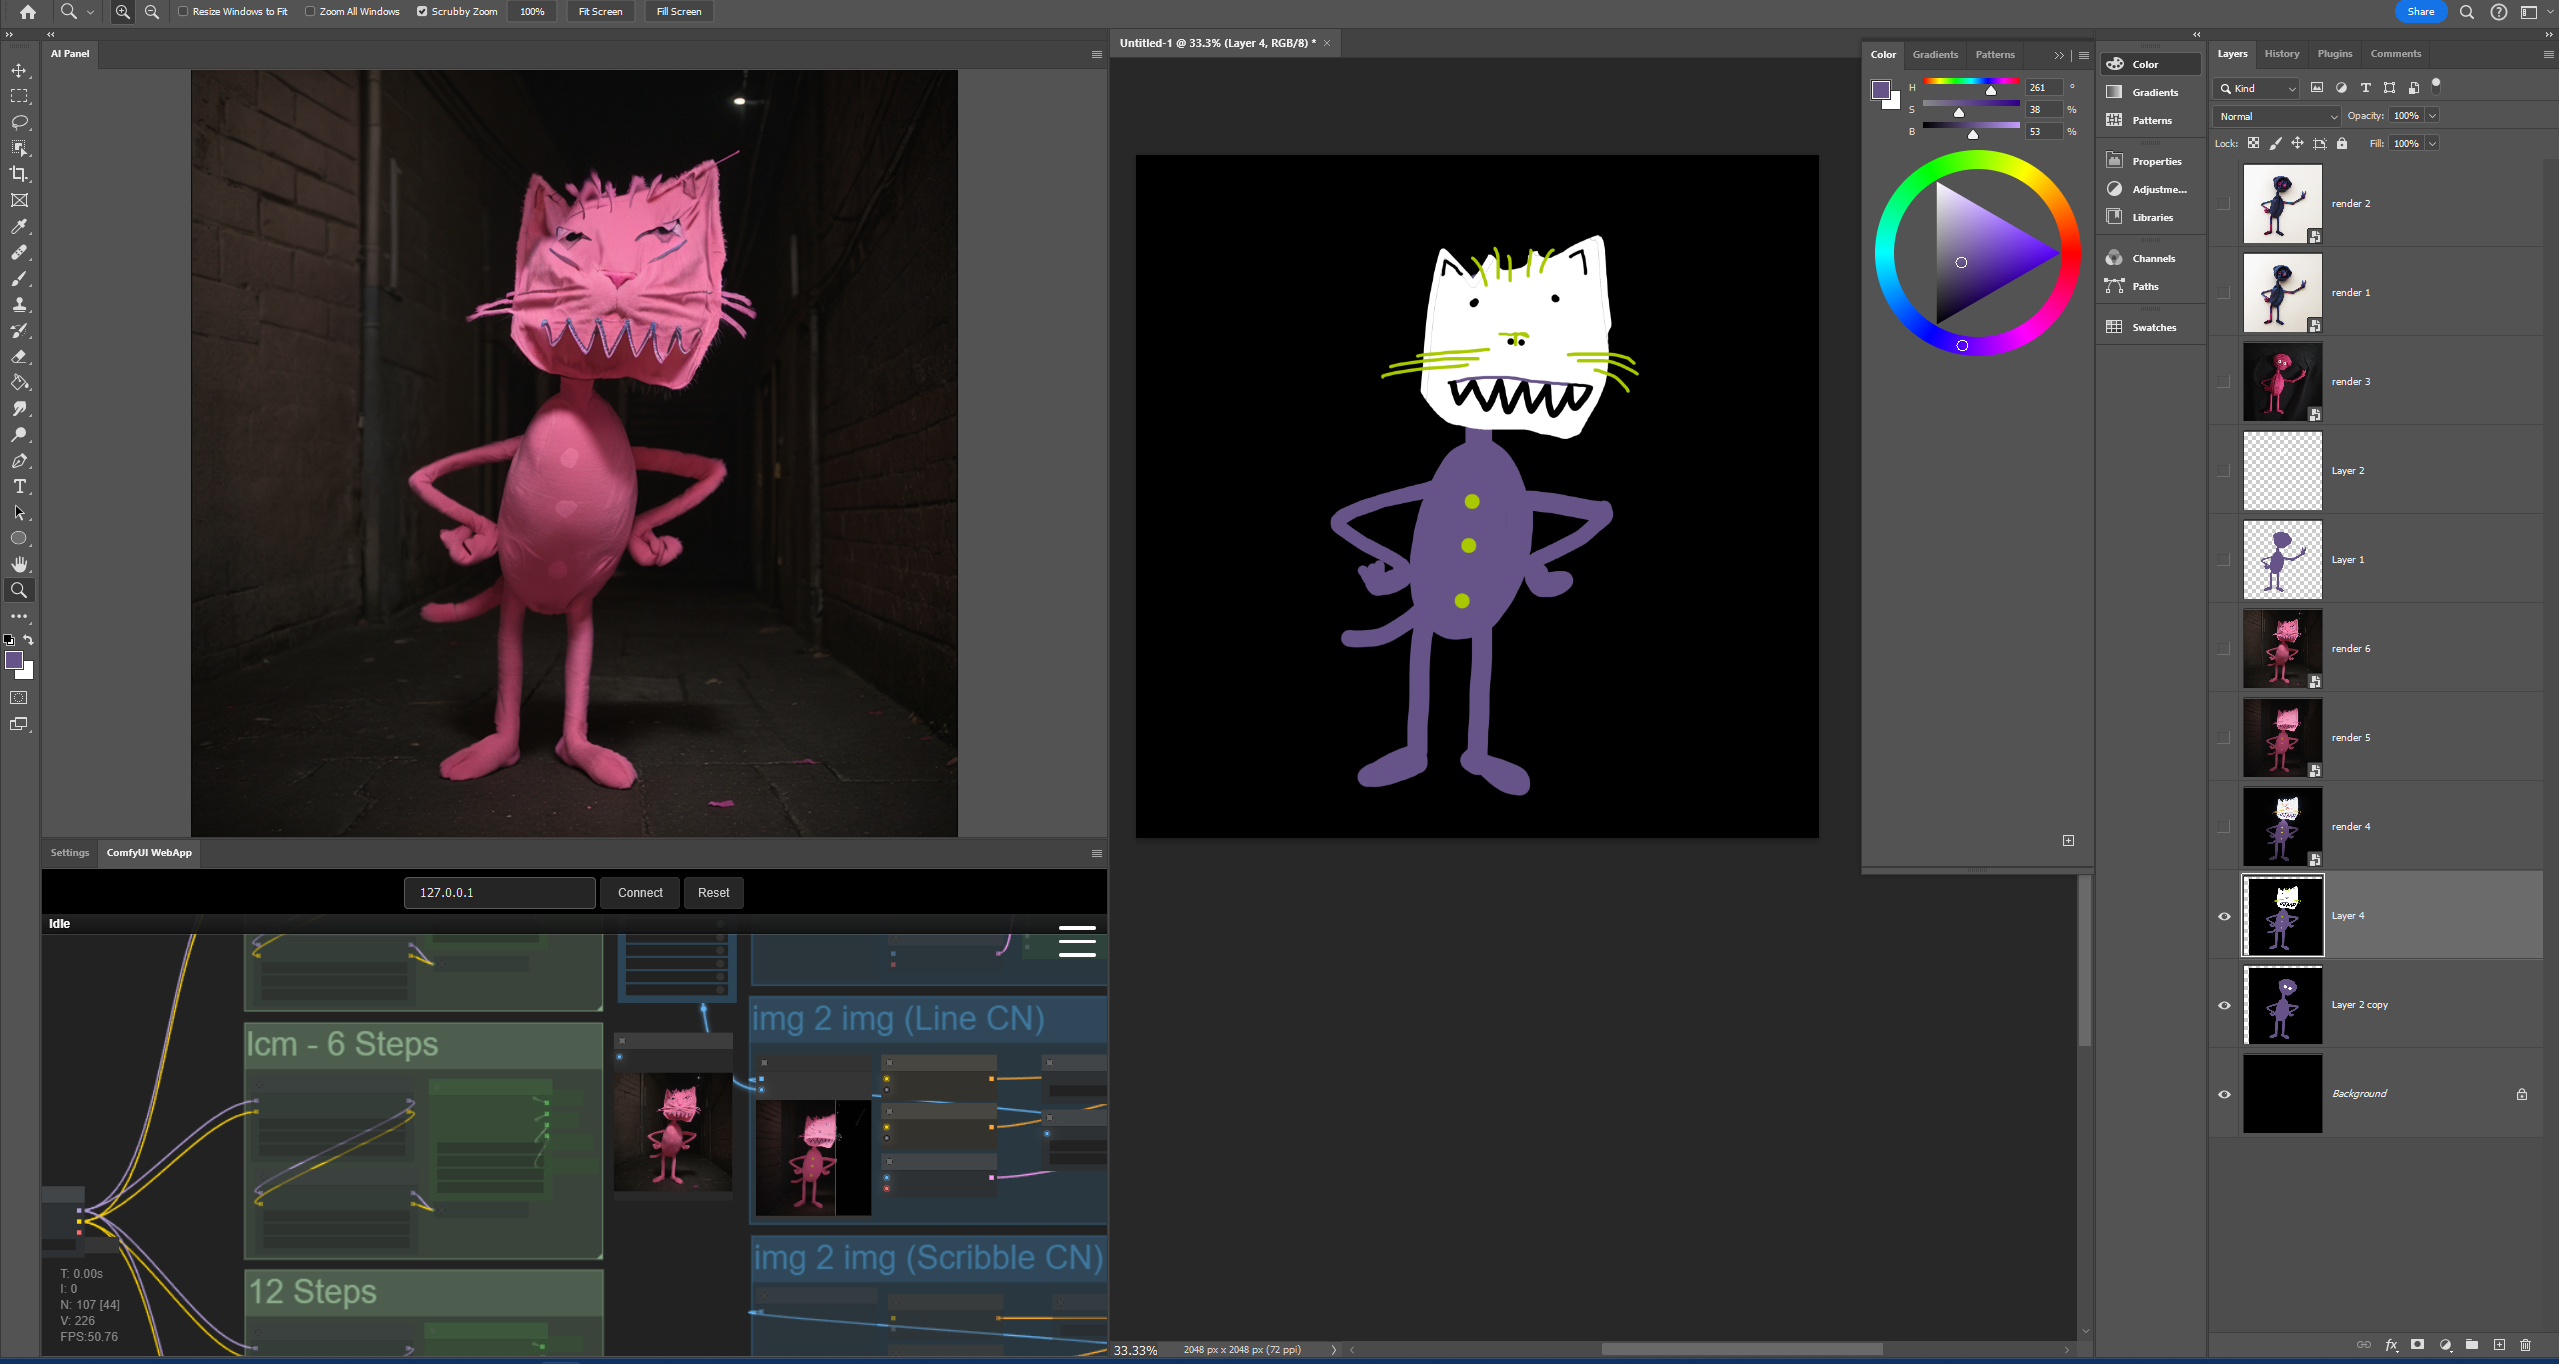 Resize Windows to Fit
Zoom All Windows
Scrubby Zoom
100%
Fit Screen
Fill Screen
Share
AI Panel
Untitled-1 @ 33.3% (Layer 4, RGB/8) *
Color
Gradients
Patterns
H
261
°
S
38
%
B
53
%
Color
Gradients
Patterns
Properties
Adjustme...
Libraries
Channels
Paths
Swatches
Layers
History
Plugins
Comments
Kind
Normal
Opacity:
100%
Lock:
Fill:
100%
render 2
render 1
render 3
Layer 2
Layer 1
render 6
render 5
render 4
Layer 4
Layer 2 copy
Background
Settings
ComfyUI WebApp
127.0.0.1
Connect
Reset
Idle
lcm - 6 Steps
12 Steps
img 2 img (Line CN)
img 2 img (Scribble CN)
T: 0.00s
I: 0
N: 107 [44]
V: 226
FPS:50.76
33.33%
2048 px x 2048 px (72 ppi)